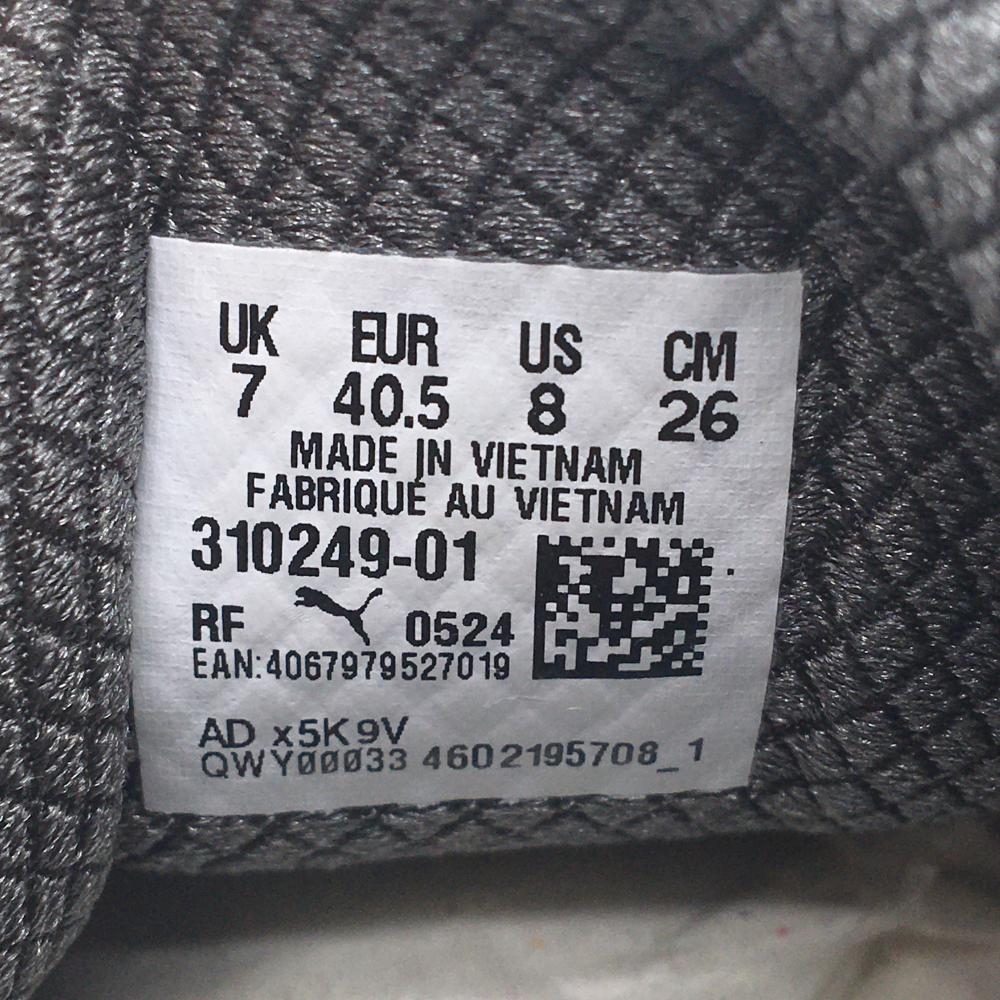 UK EUR US CM
7 40.5 8 26
MADE IN VIETNAM
FABRIQUÉ AU VIETNAM
310249-01
RF 0524
EAN:4067979527019
AD x5K9V
QWY00033 4602195708_1